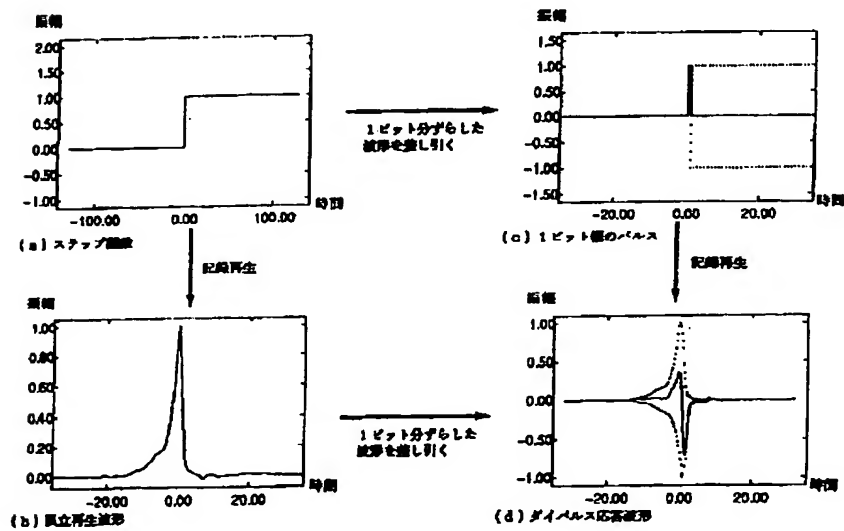 振幅
2.00
1.50
1.00
0.50
0.00
−0.50
−1.00
−100.00
0.00
100.00
時間
(a)ステップ関数
1ビット分ずらした
波形を差し引く
振幅
1.50
1.00
0.50
0.00
−0.50
−1.00
−1.50
−20.00
0.00
20.00
時間
(c)1ビット幅のパルス
記録再生
記録再生
振幅
1.00
0.80
0.60
0.40
0.20
0.00
−20.00
0.00
20.00
時間
(b)孤立再生波形
1ビット分ずらした
波形を差し引く
振幅
1.00
0.50
0.00
−0.50
−1.00
−20.00
0.00
20.00
時間
(d)ダイパルス応答波形